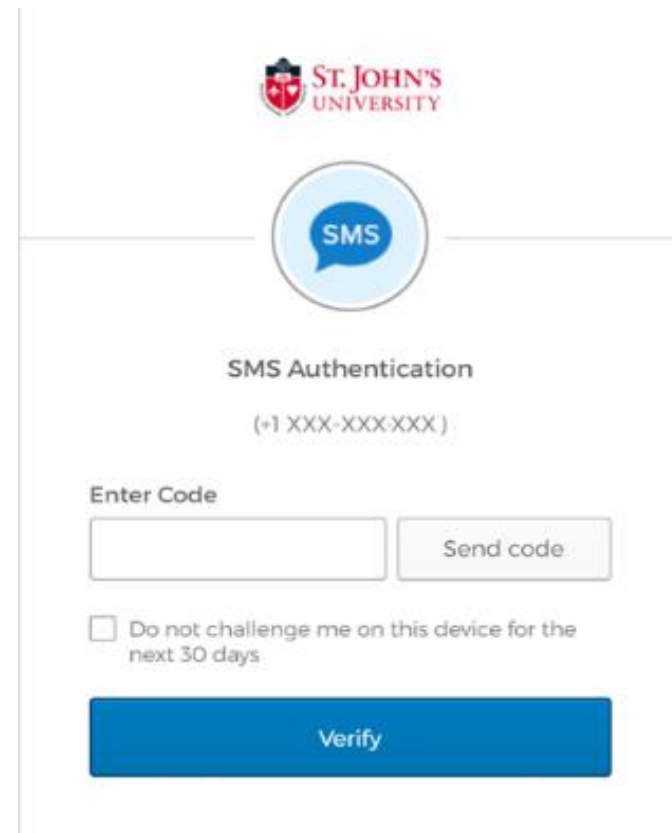 ST. JOHN'S
UNIVERSITY
SMS
SMS Authentication
(+1 XXX-XXX-XXX )
Enter Code
Send code
Do not challenge me on this device for the
next 30 days
Verify